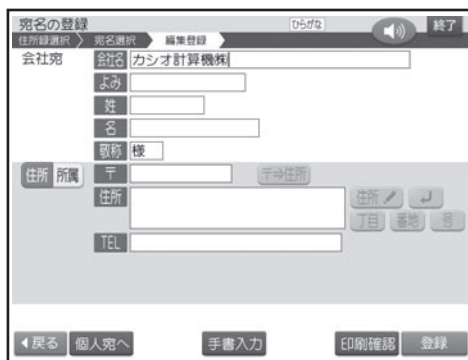 宛名の登録 ひらがな 終了
住所録選択 宛名選択 編集登録
会社宛 会社名 カシオ計算機㈱
よみ
姓
名
敬称 様
住所 所属 〒 〒⇒住所
住所 住所
丁目 番地 号
TEL
戻る 個人宛へ 手書入力 印刷確認 登録